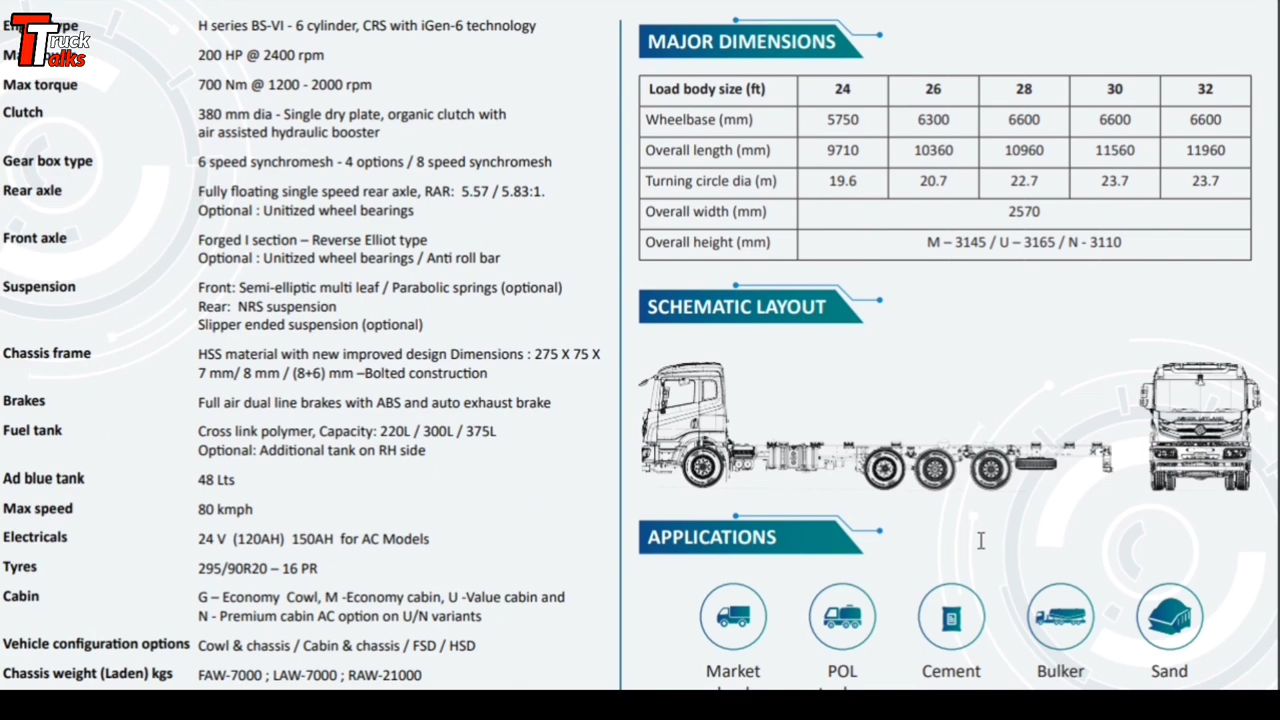 Truck
Talks
H series BS-VI - 6 cylinder, CRS with iGen-6 technology
200 HP @ 2400 rpm
Max torque 700 Nm @ 1200 - 2000 rpm
Clutch 380 mm dia - Single dry plate, organic clutch with
air assisted hydraulic booster
Gear box type 6 speed synchromesh - 4 options / 8 speed synchromesh
Rear axle Fully floating single speed rear axle, RAR: 5.57 / 5.83:1.
Optional : Unitized wheel bearings
Front axle Forged I section – Reverse Elliot type
Optional : Unitized wheel bearings / Anti roll bar
Suspension Front: Semi-elliptic multi leaf / Parabolic springs (optional)
Rear: NRS suspension
Slipper ended suspension (optional)
Chassis frame HSS material with new improved design Dimensions : 275 X 75 X
7 mm/ 8 mm / (8+6) mm –Bolted construction
Brakes Full air dual line brakes with ABS and auto exhaust brake
Fuel tank Cross link polymer, Capacity: 220L / 300L / 375L
Optional: Additional tank on RH side
Ad blue tank 48 Lts
Max speed 80 kmph
Electricals 24 V (120AH) 150AH for AC Models
Tyres 295/90R20 – 16 PR
Cabin G – Economy Cowl, M -Economy cabin, U -Value cabin and
N - Premium cabin AC option on U/N variants
Vehicle configuration options Cowl & chassis / Cabin & chassis / FSD / HSD
Chassis weight (Laden) kgs FAW-7000 ; LAW-7000 ; RAW-21000
MAJOR DIMENSIONS
Load body size (ft) 24 26 28 30 32
Wheelbase (mm) 5750 6300 6600 6600 6600
Overall length (mm) 9710 10360 10960 11560 11960
Turning circle dia (m) 19.6 20.7 22.7 23.7 23.7
Overall width (mm) 2570
Overall height (mm) M – 3145 / U – 3165 / N - 3110
SCHEMATIC LAYOUT
APPLICATIONS
Market POL Cement Bulker Sand